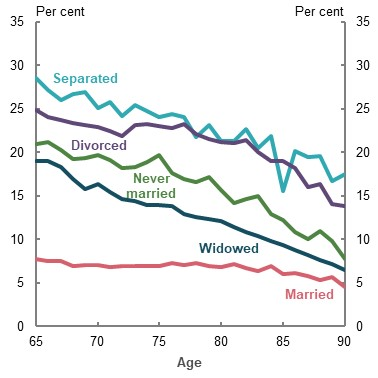 Per cent Per cent
35 35
30 30
Separated
25 25
Divorced
20 20
Never
married
15 15
10 10
Widowed
5 5
Married
0 0
65 70 75 80 85 90
Age